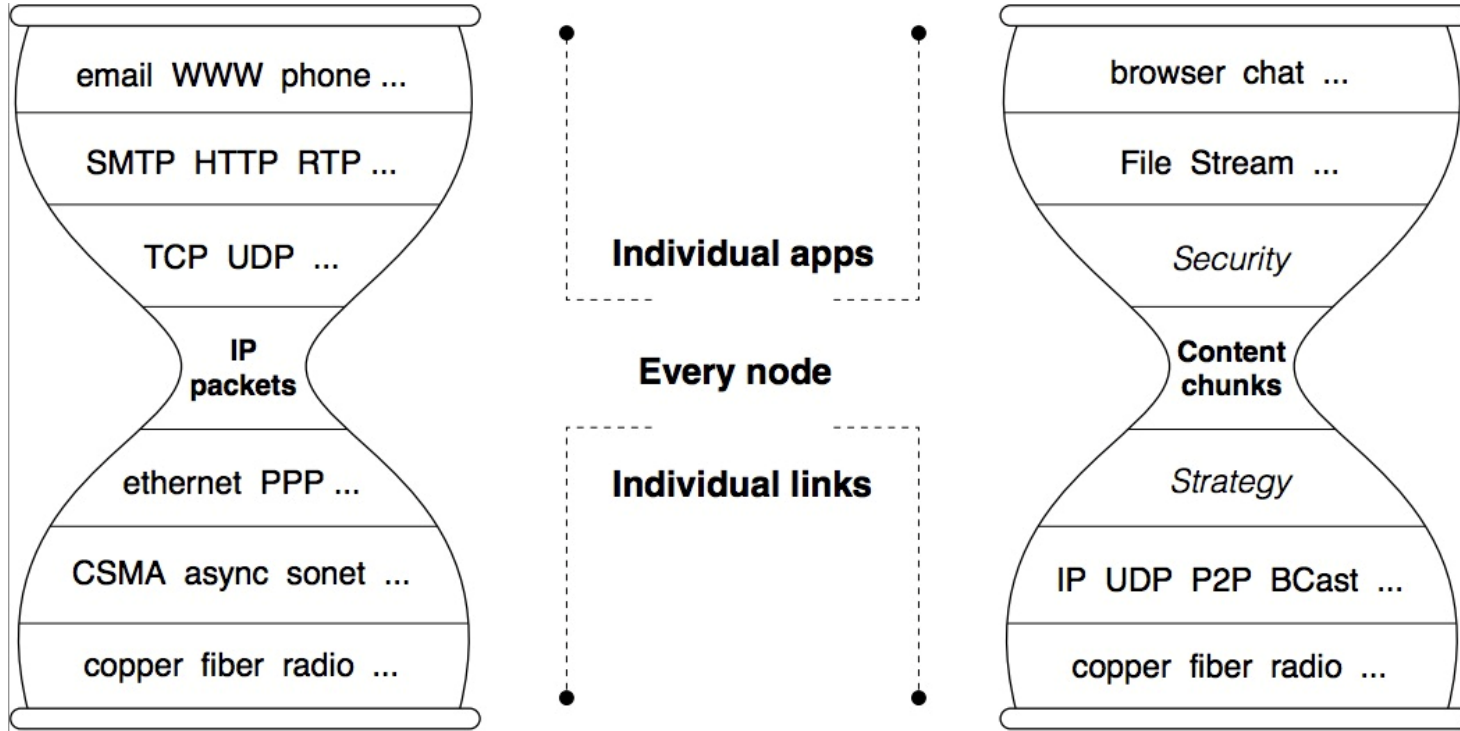 email WWW phone ...
SMTP HTTP RTP ...
TCP UDP ...
IP
packets
ethernet PPP ...
CSMA async sonet ...
copper fiber radio ...
Individual apps
Every node
Individual links
browser chat ...
File Stream ...
Security
Content
chunks
Strategy
IP UDP P2P BCast ...
copper fiber radio ...